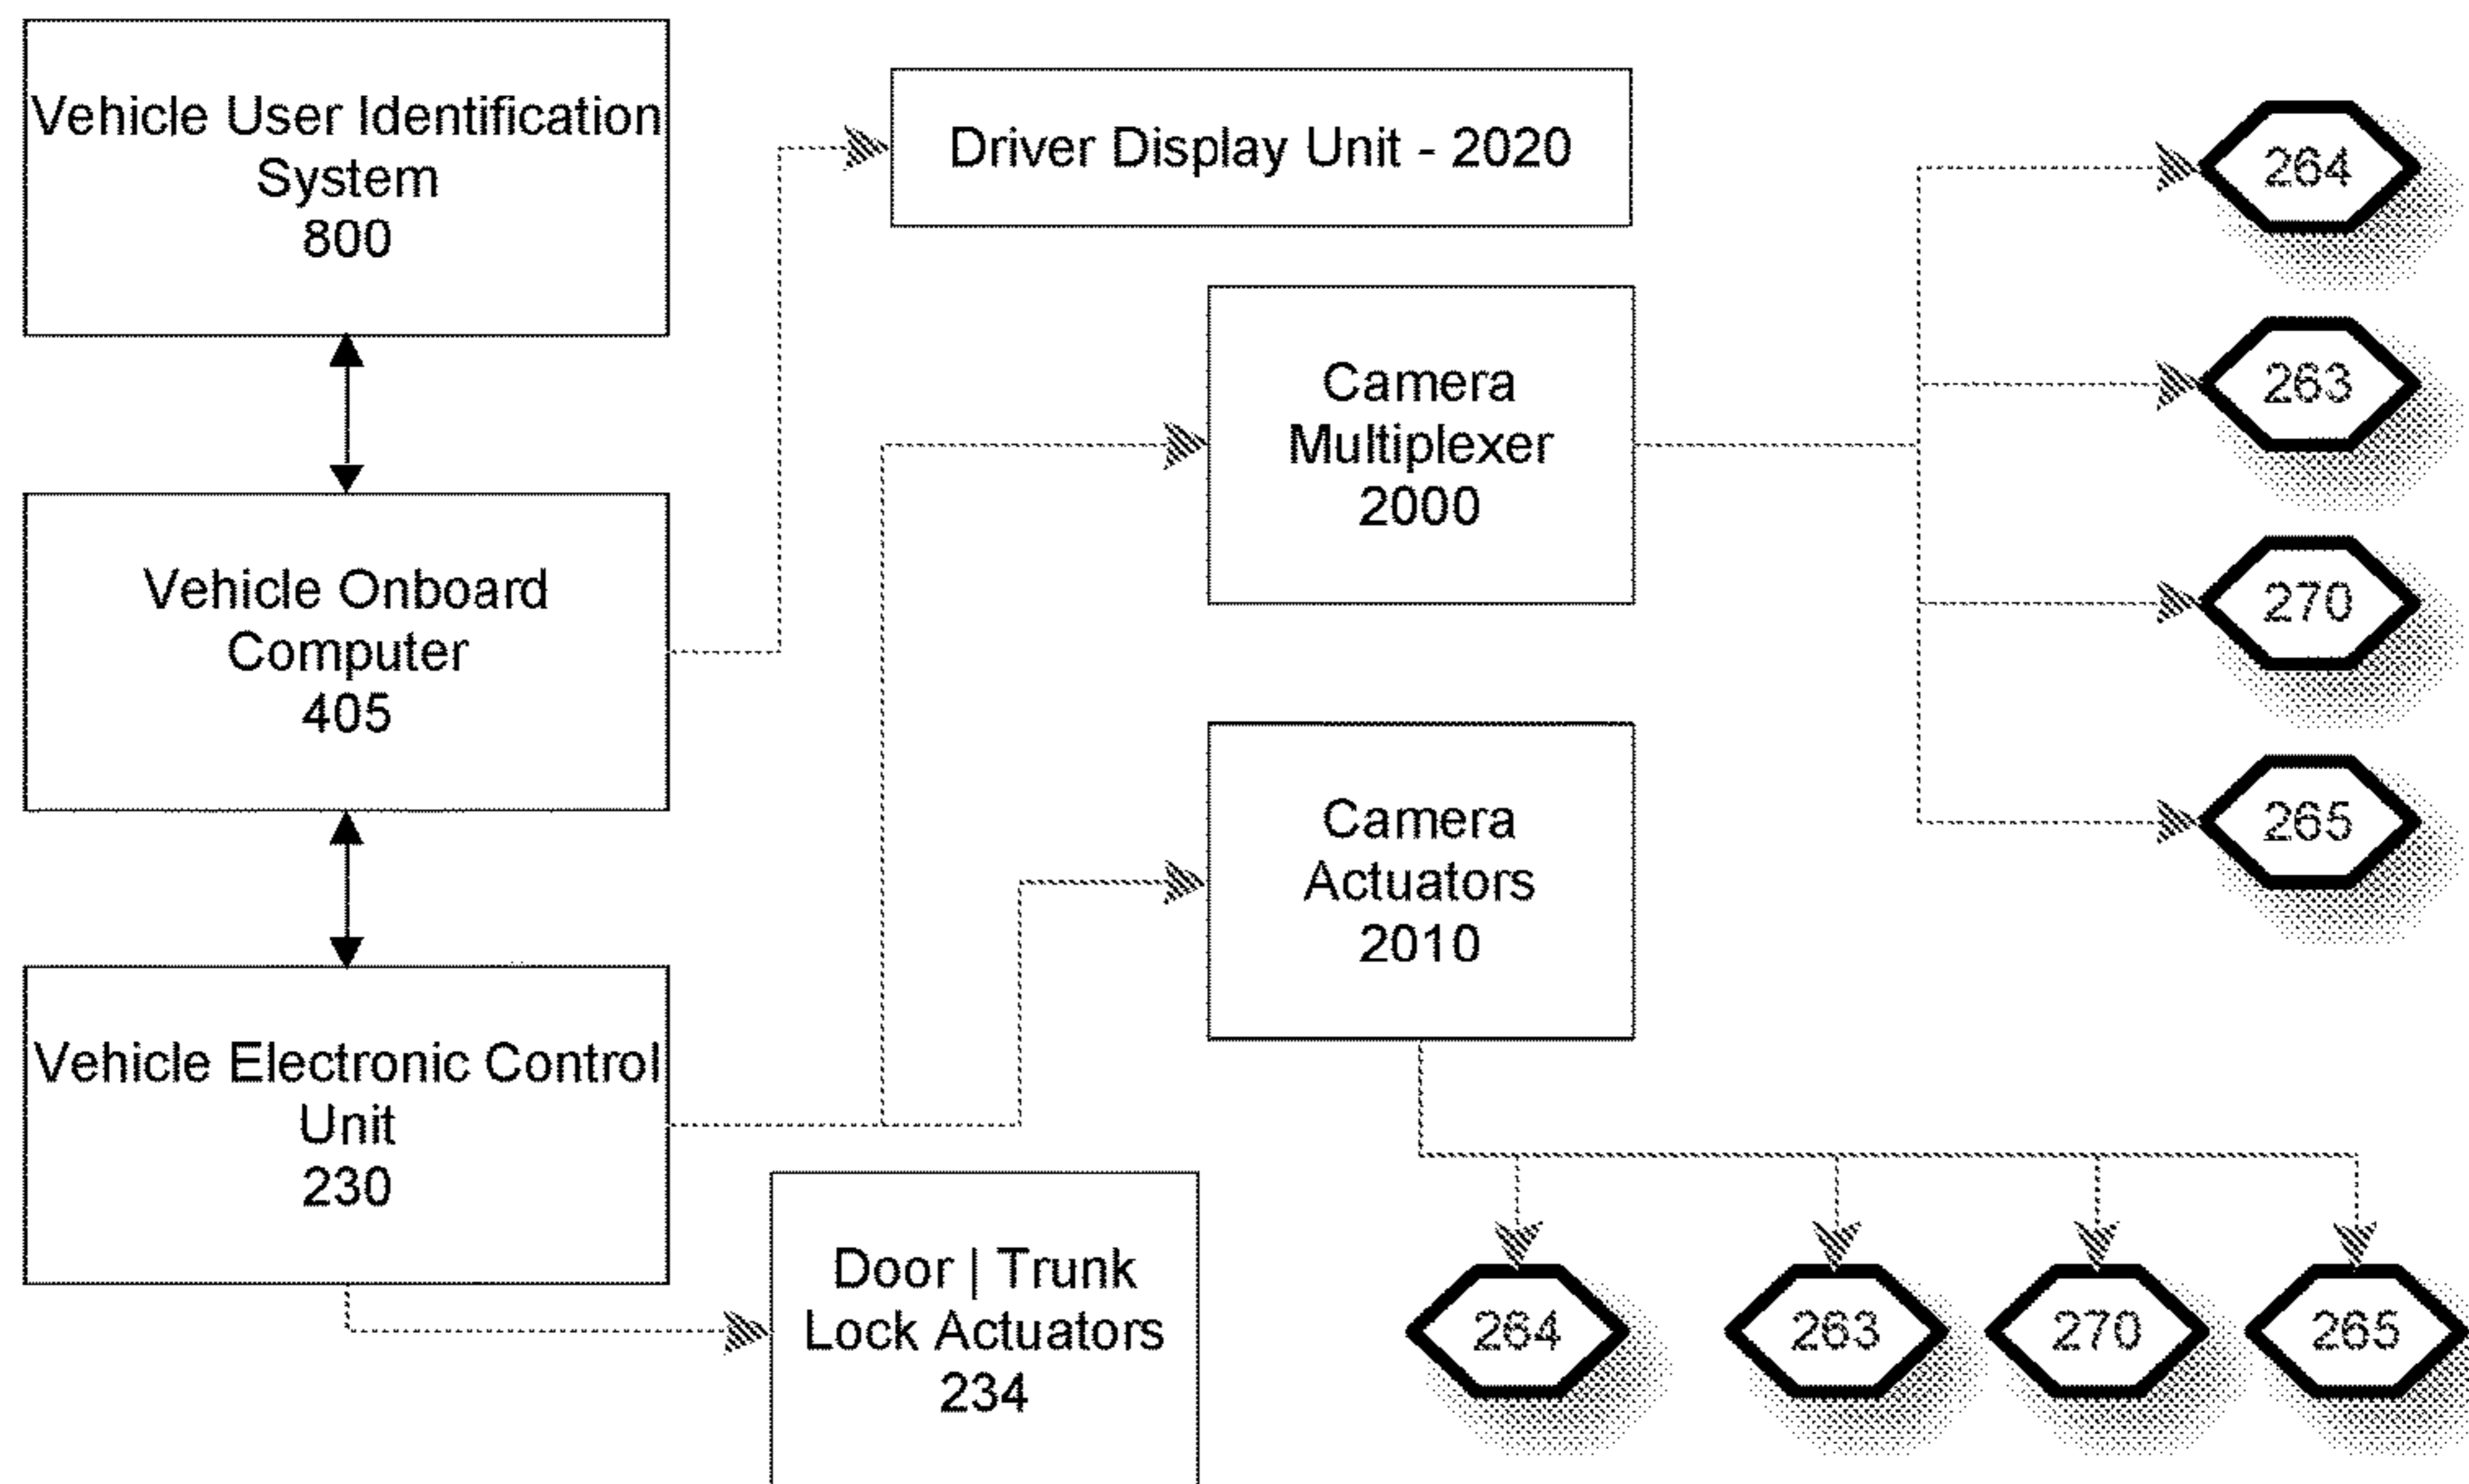 Vehicle User Identification
System
800
Driver Display Unit - 2020
264
263
270
265
Camera
Multiplexer
2000
Vehicle Onboard
Computer
405
Camera
Actuators
2010
Vehicle Electronic Control
Unit
230
Door | Trunk
Lock Actuators
234
264
263
270
265